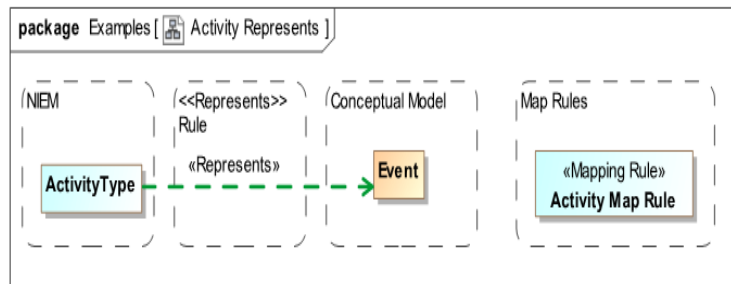 package Examples [ Activity Represents ]
NIEM
<<Represents>>
Rule
Conceptual Model
Map Rules
«Represents»
ActivityType
Event
«Mapping Rule»
Activity Map Rule